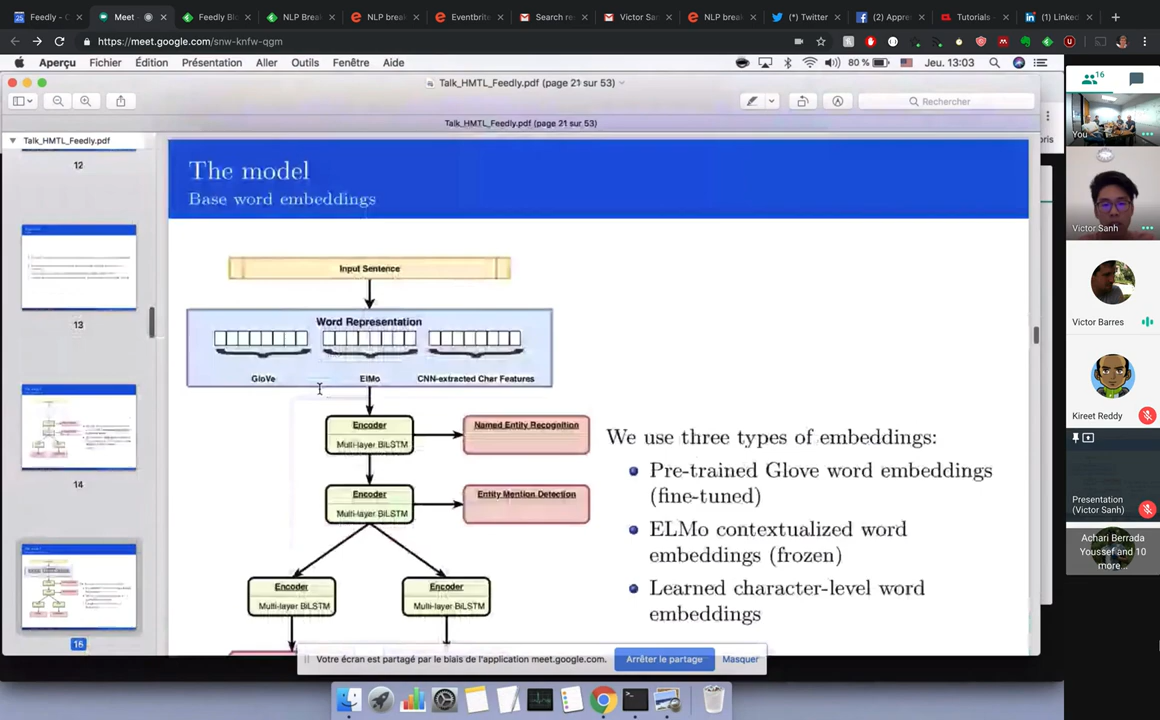 Feedly - C
Meet
Feedly Bl
NLP Brea
NLP brea
Eventbrite
Search re
Victor Sa
NLP brea
(*) Twitter
(2) Appre
Tutorials -
(1) Linke
https://meet.google.com/snw-knfw-qgm
Aperçu Fichier Édition Présentation Aller Outils Fenêtre Aide
80 % Jeu. 13:03
Talk_HMTL_Feedly.pdf (page 21 sur 53)
Rechercher
Talk_HMTL_Feedly.pdf (page 21 sur 53)
Talk_HMTL_Feedly.pdf
12
13
14
16
The model
Base word embeddings
Input Sentence
Word Representation
GloVe
ElMo
CNN-extracted Char Features
Encoder
Multi-layer BiLSTM
Named Entity Recognition
Encoder
Multi-layer BiLSTM
Entity Mention Detection
Encoder
Multi-layer BiLSTM
Encoder
Multi-layer BiLSTM
We use three types of embeddings:
Pre-trained Glove word embeddings
(fine-tuned)
ELMo contextualized word
embeddings (frozen)
Learned character-level word
embeddings
Votre écran est partagé par le biais de l'application meet.google.com.
Arrêter le partage
Masquer
16
You
Victor Sanh
Victor Barres
Kireet Reddy
Presentation
(Victor Sanh)
Achari Berrada
Youssef and 10
more...